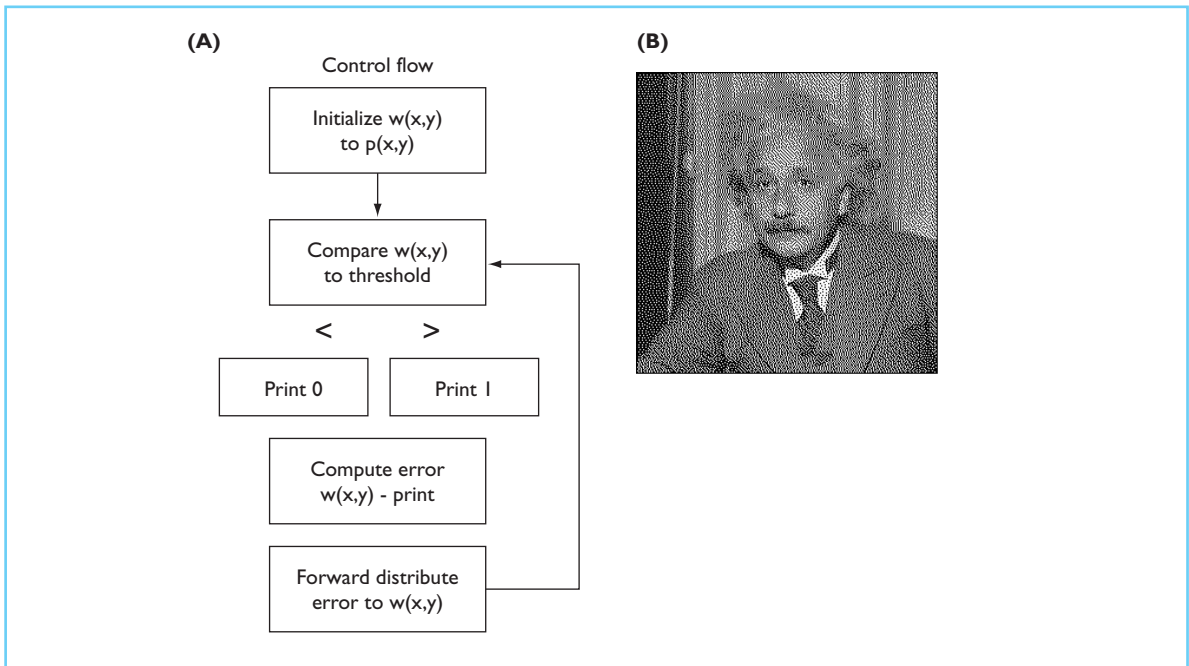 (A)
Control flow
Initialize w(x,y)
to p(x,y)
Compare w(x,y)
to threshold
< >
Print 0 Print 1
Compute error
w(x,y) - print
Forward distribute
error to w(x,y)
(B)